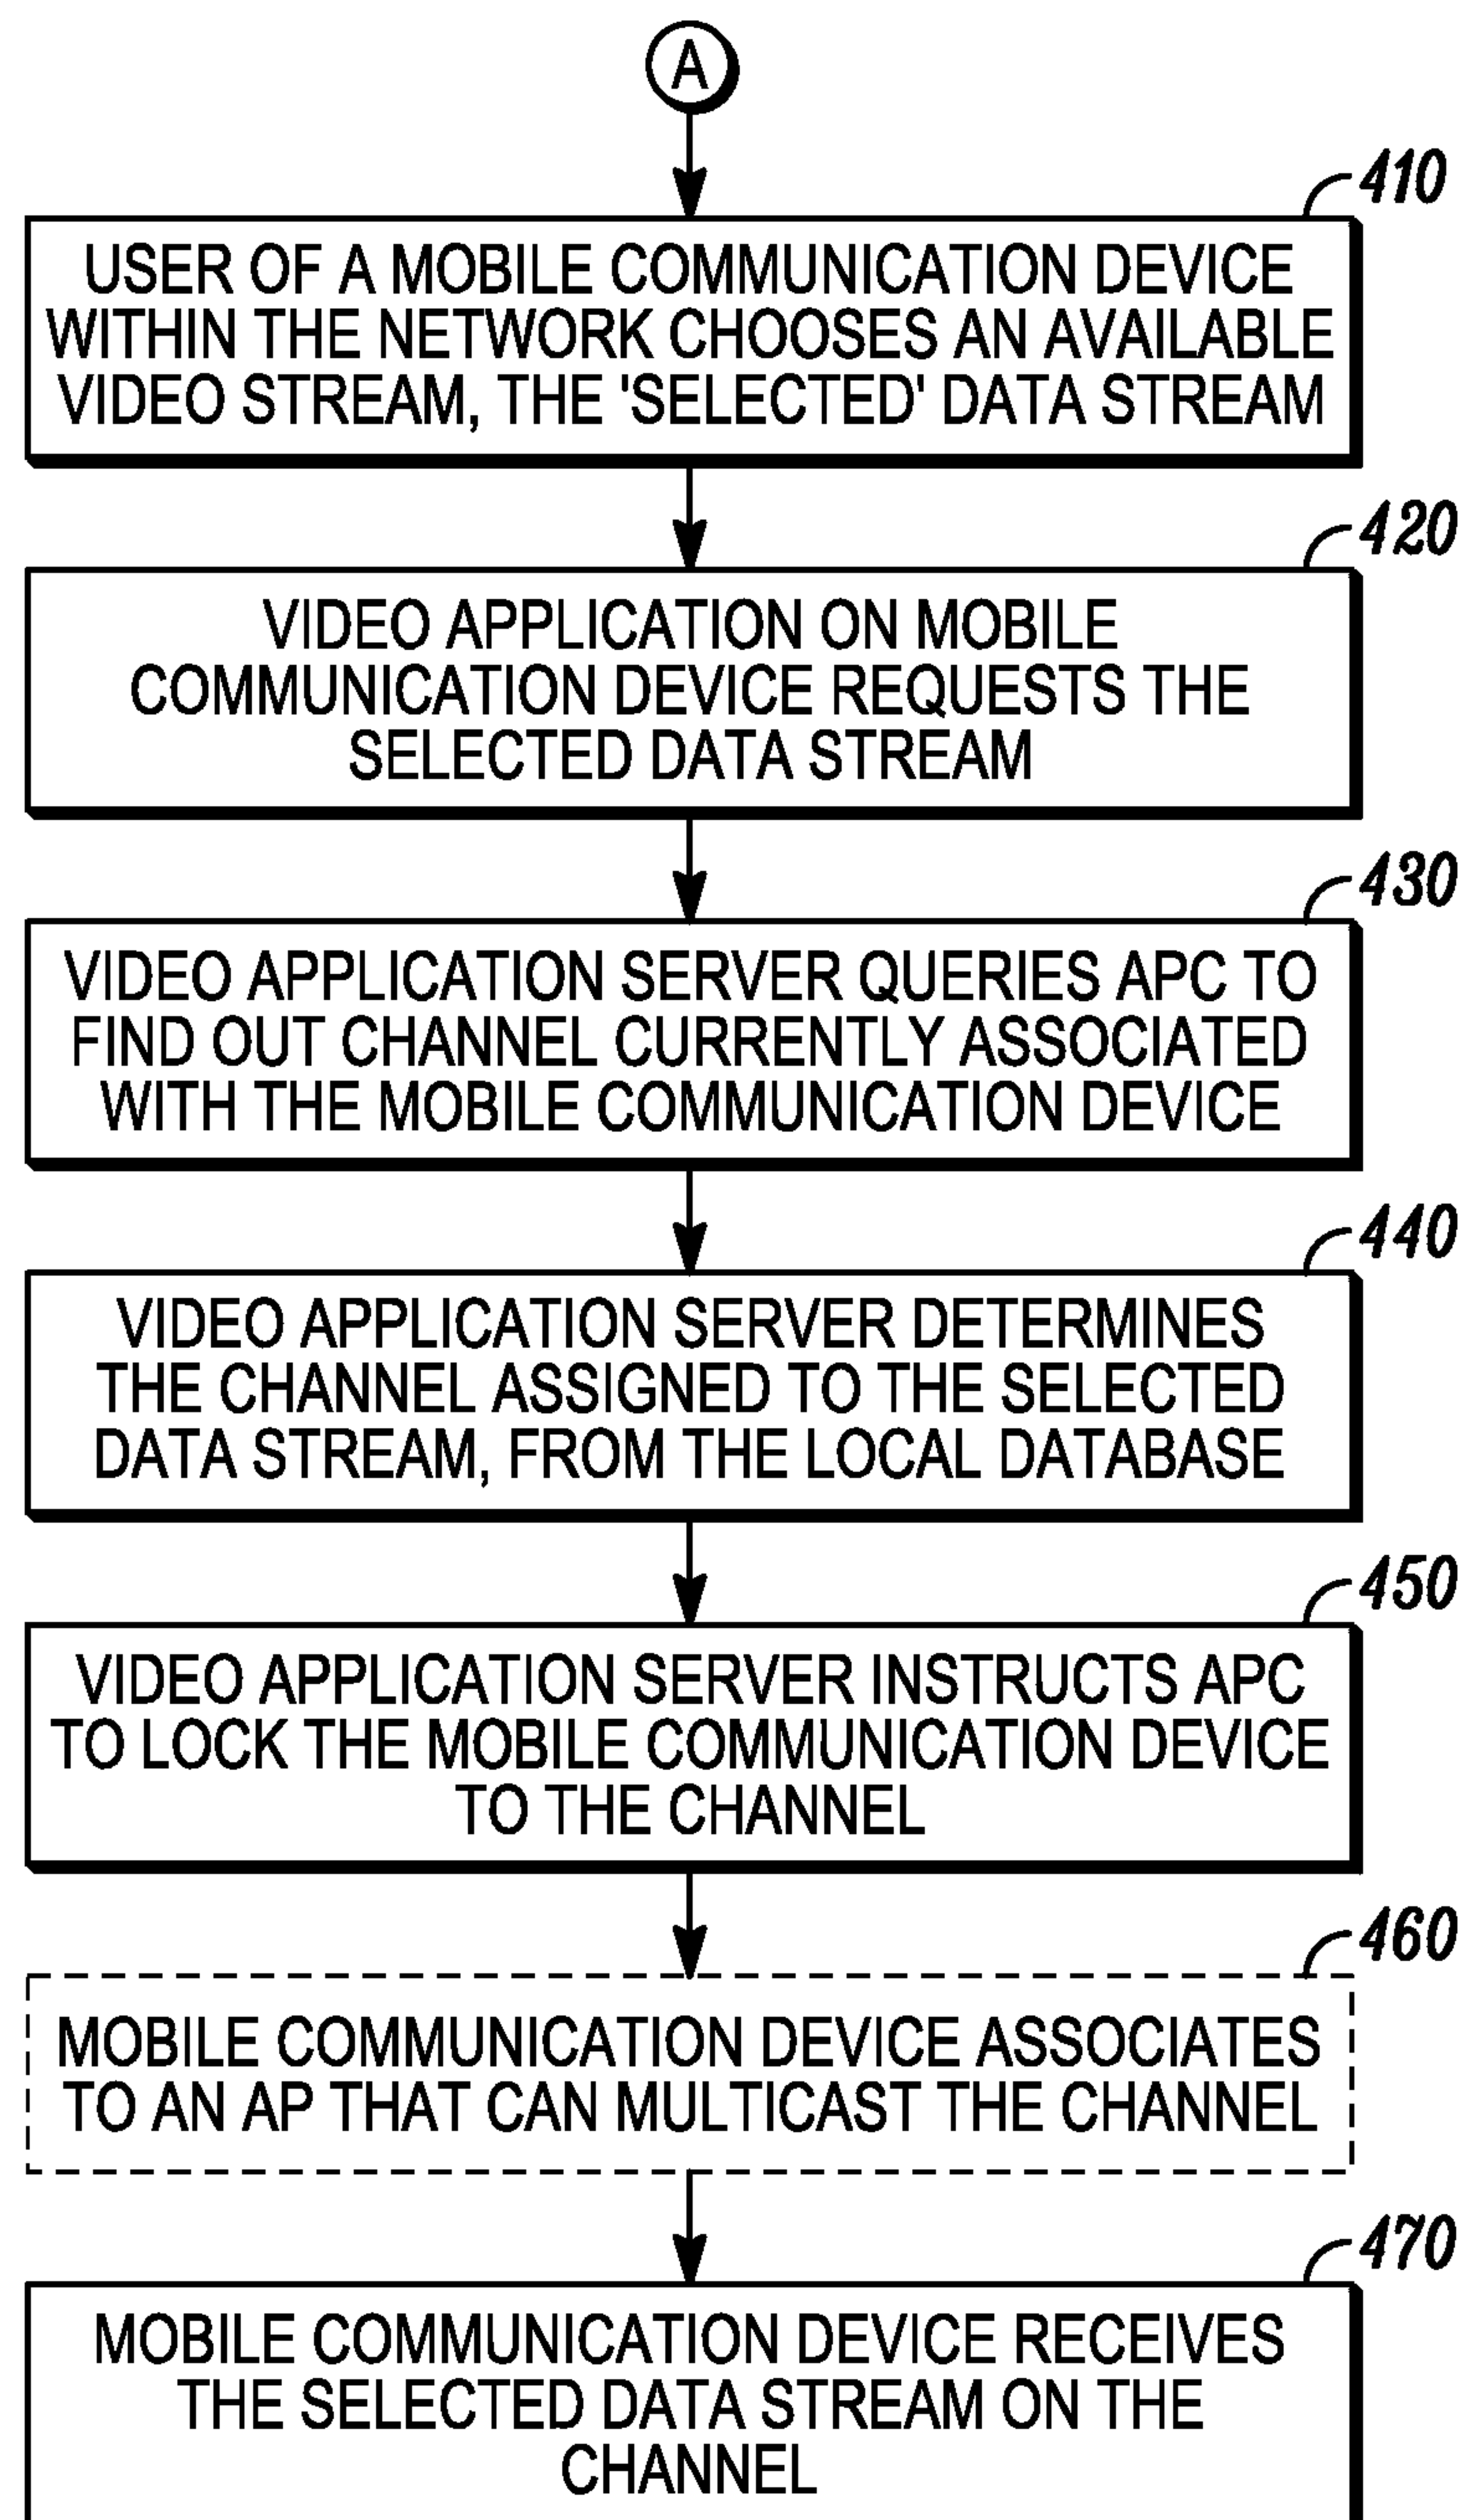 A
410
USER OF A MOBILE COMMUNICATION DEVICE
WITHIN THE NETWORK CHOOSES AN AVAILABLE
VIDEO STREAM, THE 'SELECTED' DATA STREAM
420
VIDEO APPLICATION ON MOBILE
COMMUNICATION DEVICE REQUESTS THE
SELECTED DATA STREAM
430
VIDEO APPLICATION SERVER QUERIES APC TO
FIND OUT CHANNEL CURRENTLY ASSOCIATED
WITH THE MOBILE COMMUNICATION DEVICE
440
VIDEO APPLICATION SERVER DETERMINES
THE CHANNEL ASSIGNED TO THE SELECTED
DATA STREAM, FROM THE LOCAL DATABASE
450
VIDEO APPLICATION SERVER INSTRUCTS APC
TO LOCK THE MOBILE COMMUNICATION DEVICE
TO THE CHANNEL
460
MOBILE COMMUNICATION DEVICE ASSOCIATES
TO AN AP THAT CAN MULTICAST THE CHANNEL
470
MOBILE COMMUNICATION DEVICE RECEIVES
THE SELECTED DATA STREAM ON THE
CHANNEL